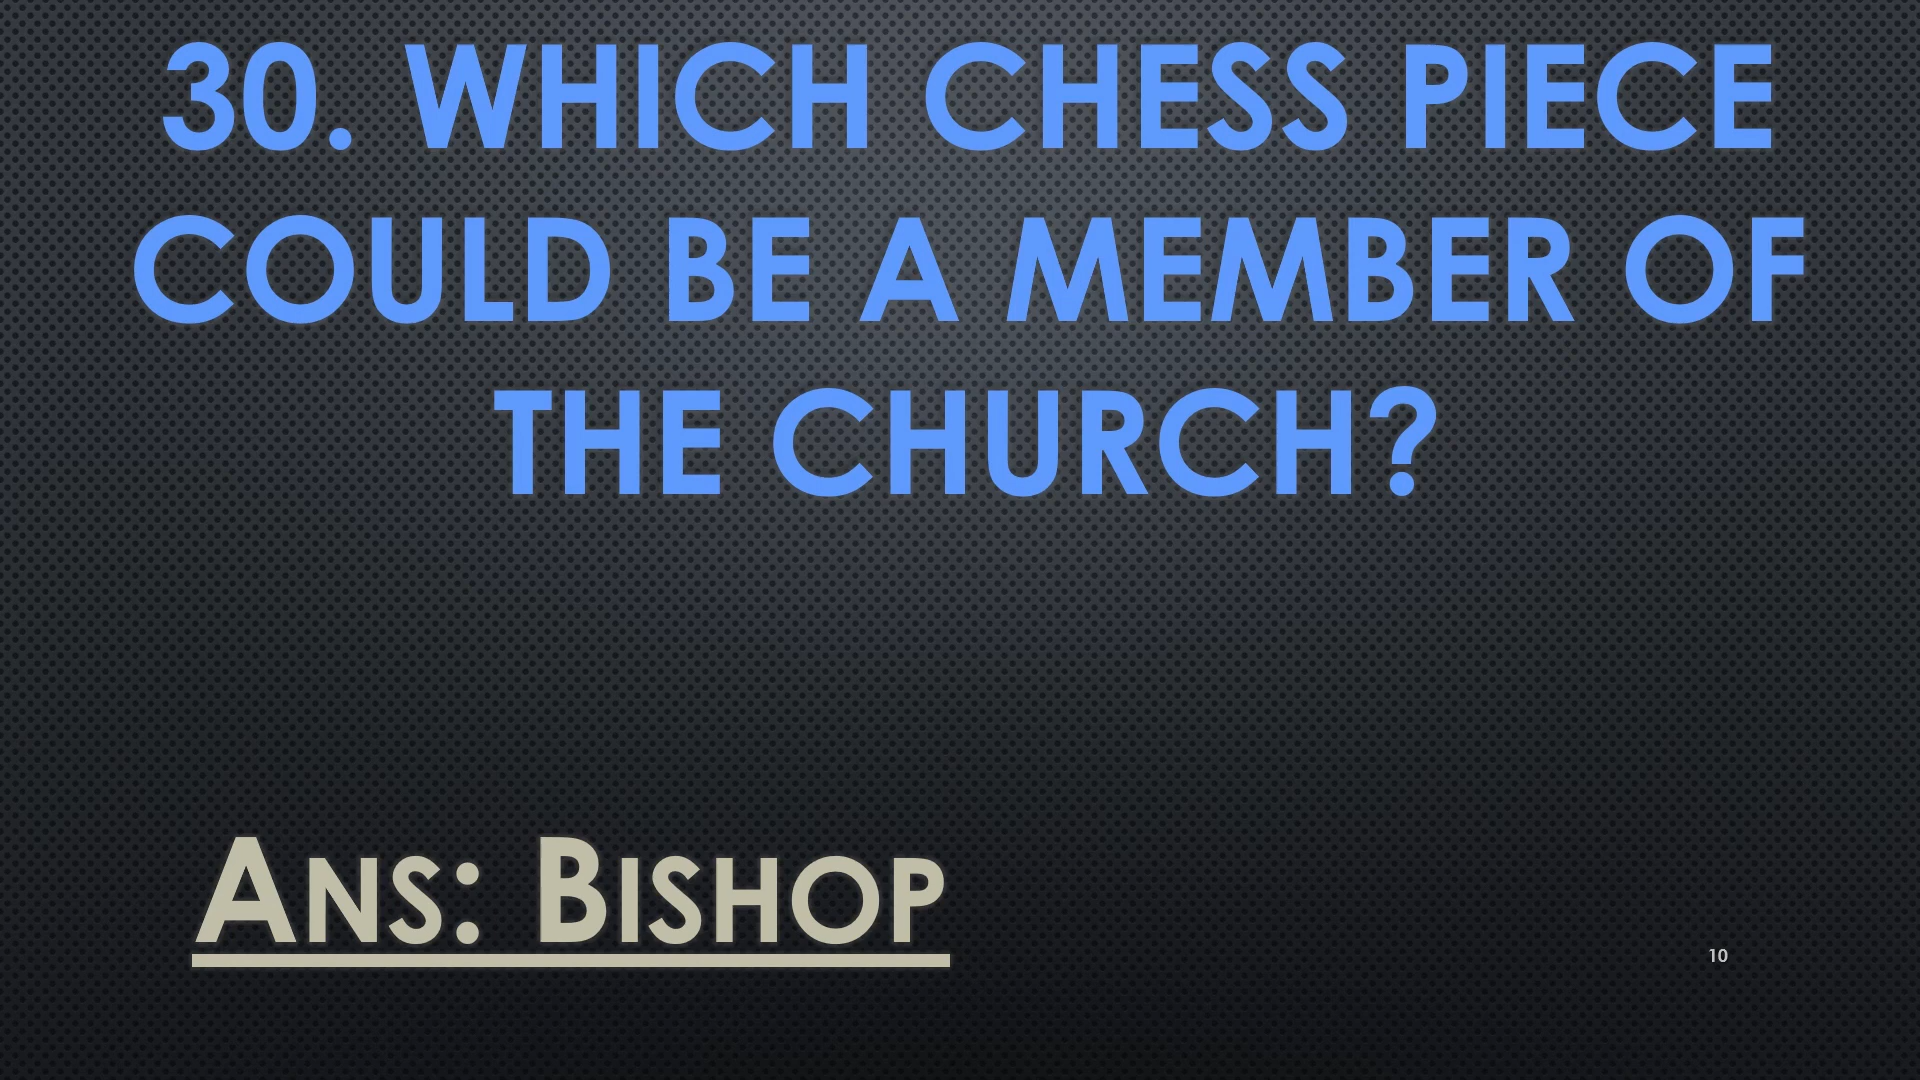 30. WHICH CHESS PIECE
COULD BE A MEMBER OF
THE CHURCH?
ANS: BISHOP
10